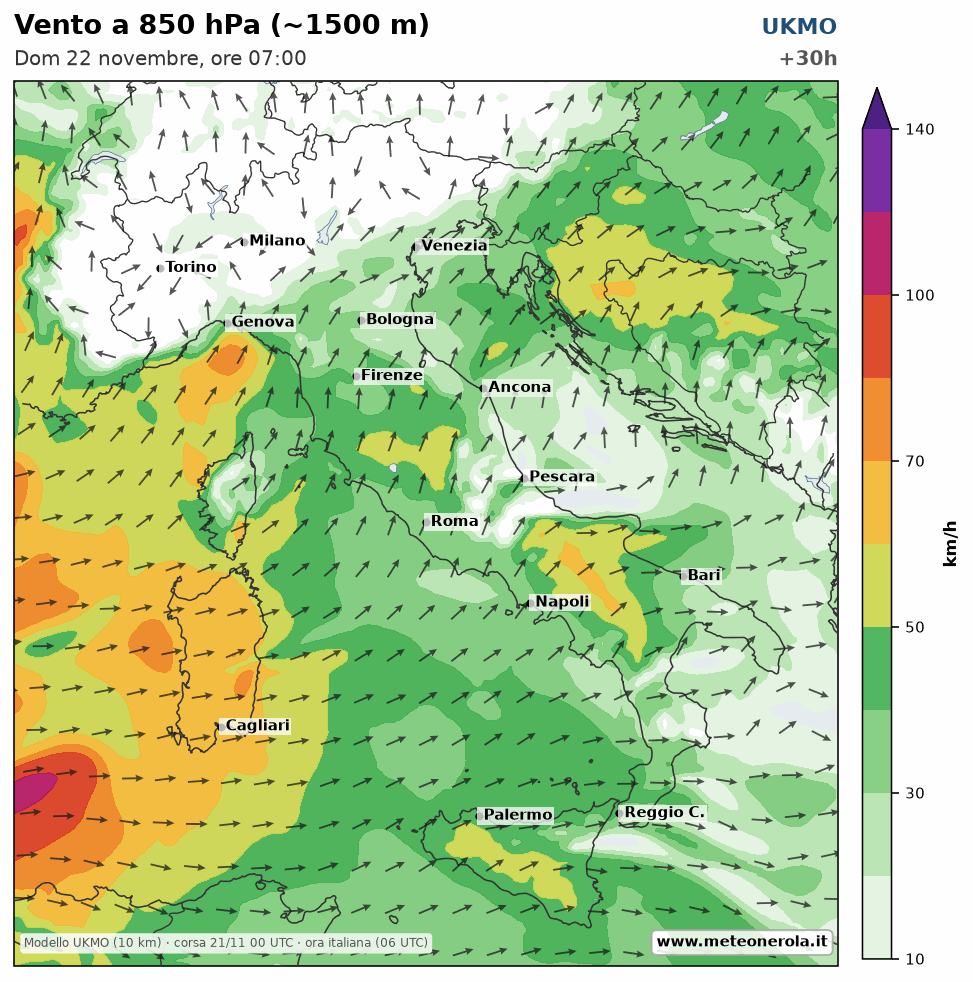 Vento a 850 hPa (~1500 m)
UKMO
Dom 22 novembre, ore 07:00
+30h
140
100
70
50
30
10
km/h
Milano
Venezia
Torino
Genova
Bologna
Firenze
Ancona
Pescara
Roma
Bari
Napoli
Cagliari
Palermo
Reggio C.
Modello UKMO (10 km) · corsa 21/11 00 UTC · ora italiana (06 UTC)
www.meteonerola.it